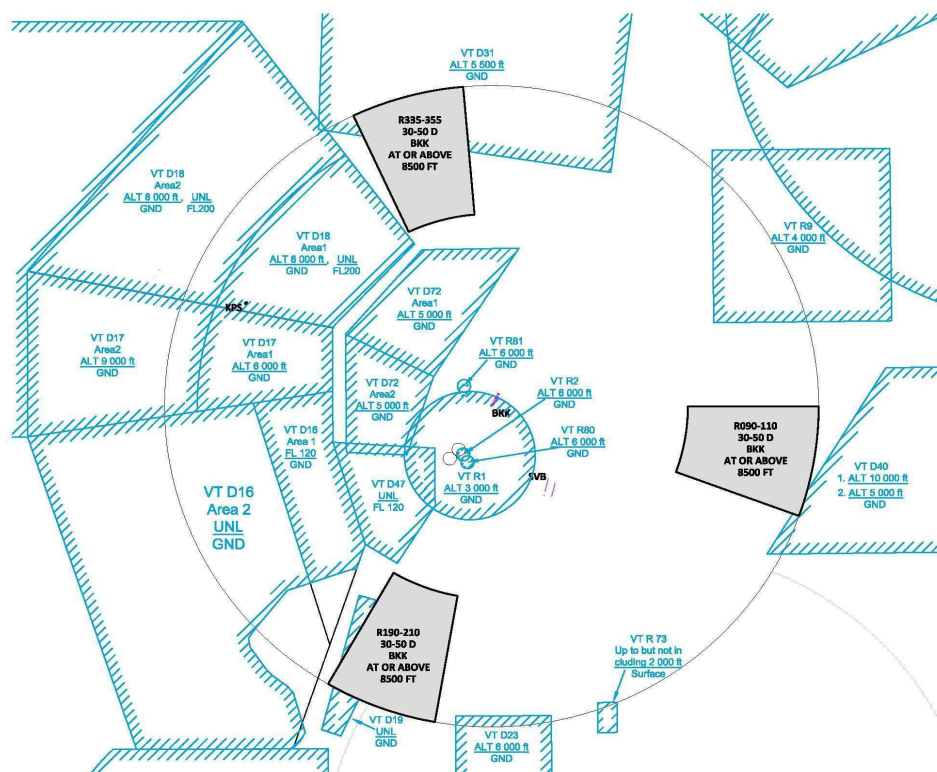 VT D31
ALT 5 500 ft
GND
R335-355
30-50 D
BKK
AT OR ABOVE
8500 FT
VT D18
Area2
ALT 8 000 ft, UNL
GND FL200
VT D18
Area1
ALT 6 000 ft, UNL
GND FL200
VT R9
ALT 4 000 ft
GND
KPS
VT D72
Area1
ALT 5 000 ft
GND
VT D17
Area2
ALT 9 000 ft
GND
VT D17
Area1
ALT 6 000 ft
GND
VT R81
ALT 6 000 ft
GND
VT D72
Area2
ALT 5 000 ft
GND
VT R2
ALT 6 000 ft
GND
BKK
VT D16
Area 1
FL 120
GND
VT R80
ALT 6 000 ft
GND
R090-110
30-50 D
BKK
AT OR ABOVE
8500 FT
VT D16
Area 2
UNL
GND
VT D47
UNL
FL 120
VT R1
ALT 3 000 ft
GND
SVB
VT D40
1. ALT 10 000 ft
2. ALT 5 000 ft
GND
R190-210
30-50 D
BKK
AT OR ABOVE
8500 FT
VT R 73
Up to but not in
cluding 2 000 ft
Surface
VT D19
UNL
GND
VT D23
ALT 6 000 ft
GND